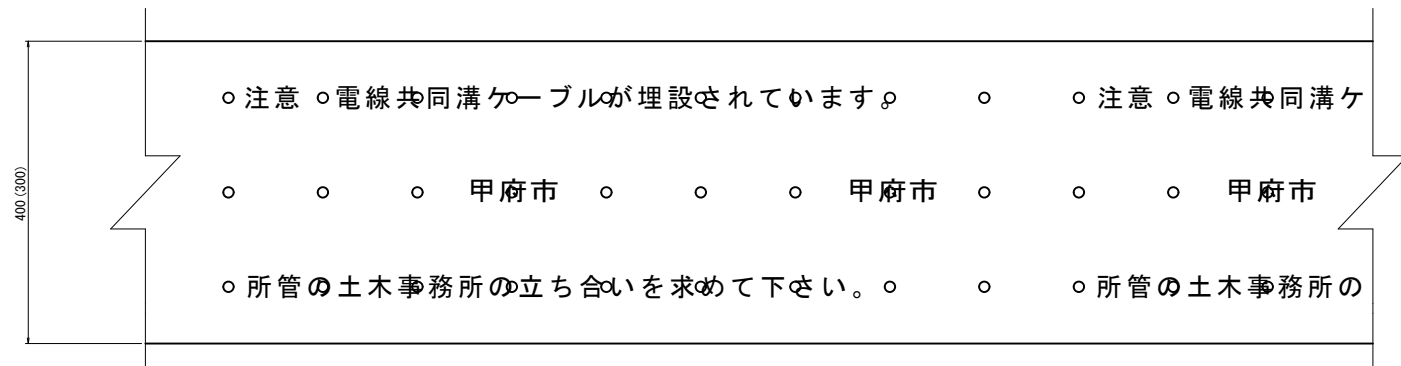 注意 電線共同溝ケーブルが埋設されています。 注意 電線共同溝ケ
甲府市 甲府市 甲府市
所管の土木事務所の立ち合いを求めて下さい。 所管の土木事務所の
400 (300)